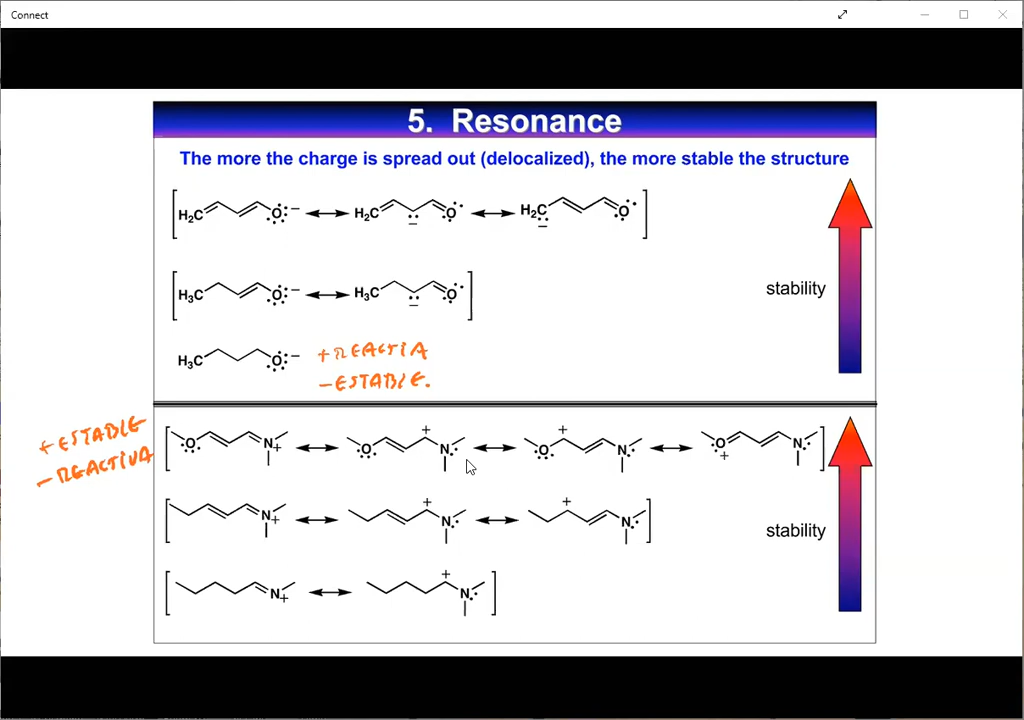 Connect
5. Resonance
The more the charge is spread out (delocalized), the more stable the structure
H₂C O − H₂C O − H₂C O −
stability
H₃C O − H₃C O −
H₃C O −
+ REACTIA
− ESTABLE.
+ ESTABLE
− REACTIVA
O N + O + N O + N O + N
N + + N + N
stability
N + + N